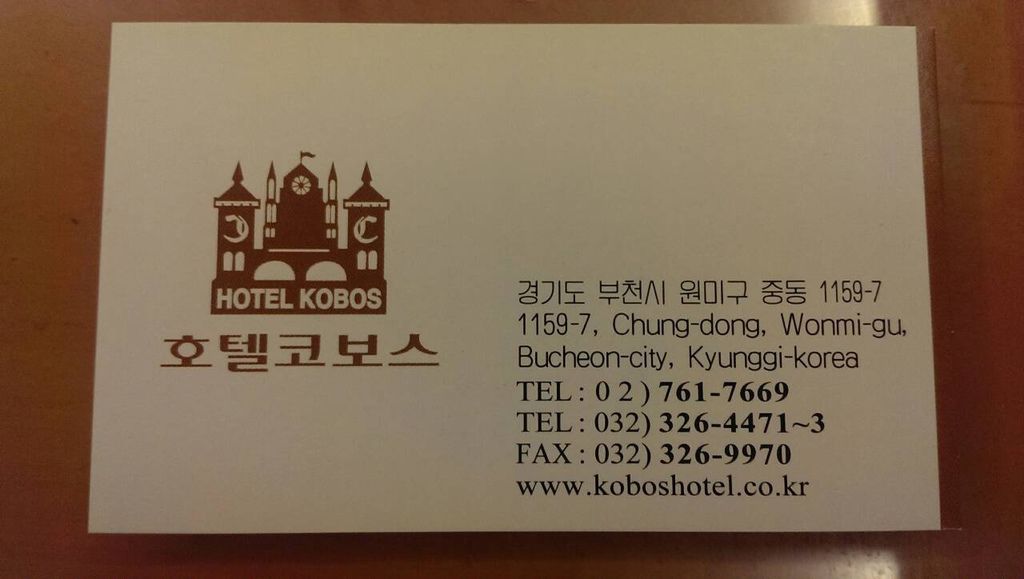 HOTEL KOBOS
호텔코보스
경기도 부천시 원미구 중동 1159-7
1159-7, Chung-dong, Wonmi-gu,
Bucheon-city, Kyunggi-korea
TEL : 0 2 ) 761-7669
TEL : 032) 326-4471~3
FAX : 032) 326-9970
www.koboshotel.co.kr